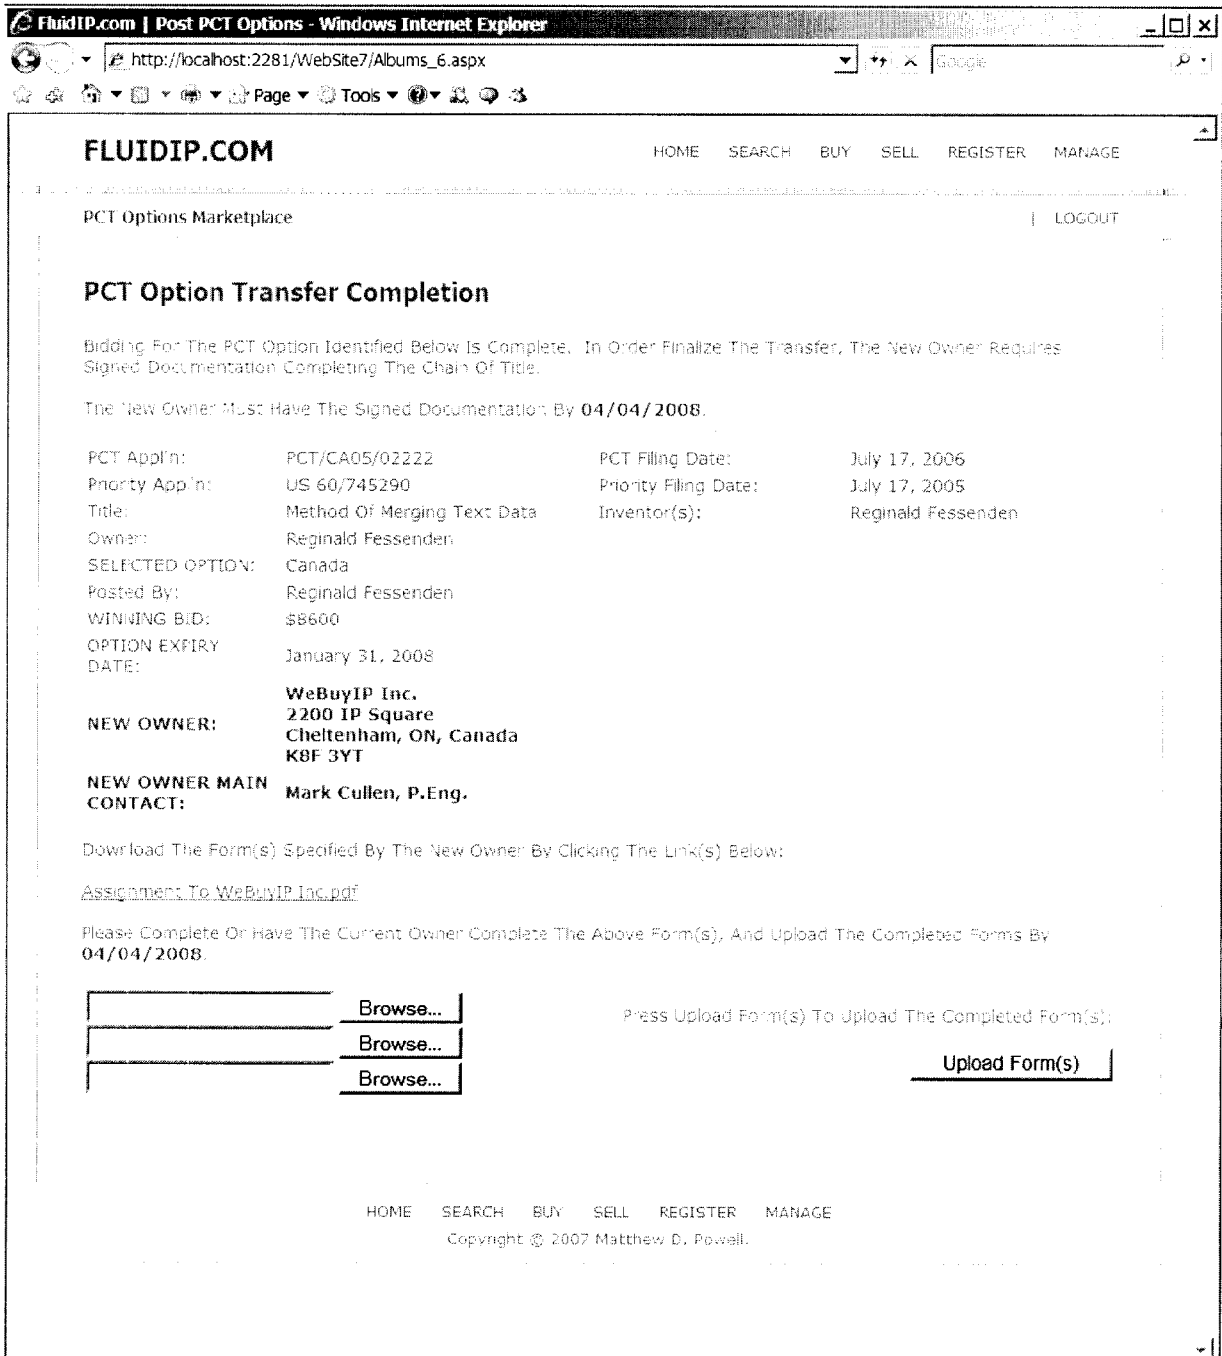 FluidIP.com | Post PCT Options - Windows Internet Explorer
http://localhost:2281/WebSite7/Albums_6.aspx
Google
Page Tools
FLUIDIP.COM
HOME SEARCH BUY SELL REGISTER MANAGE
PCT Options Marketplace
| LOGOUT
PCT Option Transfer Completion
Bidding For The PCT Option Identified Below Is Complete. In Order Finalize The Transfer, The New Owner Requires
Signed Documentation Completing The Chain Of Title.
The New Owner Must Have The Signed Documentation By 04/04/2008.
PCT Appl'n: PCT/CA05/02222 PCT Filing Date: July 17, 2006
Priority App'n: US 60/745290 Priority Filing Date: July 17, 2005
Title: Method Of Merging Text Data Inventor(s): Reginald Fessenden
Owner: Reginald Fessenden
SELECTED OPTION: Canada
Posted By: Reginald Fessenden
WINNING BID: $8600
OPTION EXPIRY
DATE: January 31, 2008
NEW OWNER: WeBuyIP Inc.
2200 IP Square
Cheltenham, ON, Canada
K8F 3YT
NEW OWNER MAIN
CONTACT: Mark Cullen, P.Eng.
Download The Form(s) Specified By The New Owner By Clicking The Link(s) Below:
Assignment To WeBuyIP Inc.pdf
Please Complete Or Have The Current Owner Complete The Above Form(s), And Upload The Completed Forms By
04/04/2008.
Browse...
Press Upload Form(s) To Upload The Completed Form(s):
Browse...
Upload Form(s)
Browse...
HOME SEARCH BUY SELL REGISTER MANAGE
Copyright © 2007 Matthew D. Powell.